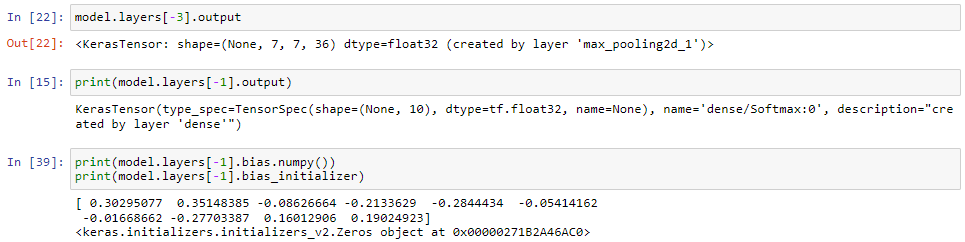 In [22]: model.layers[-3].output
Out[22]: <KerasTensor: shape=(None, 7, 7, 36) dtype=float32 (created by layer 'max_pooling2d_1')>
In [15]: print(model.layers[-1].output)
KerasTensor(type_spec=TensorSpec(shape=(None, 10), dtype=tf.float32, name=None), name='dense/Softmax:0', description="cre
ated by layer 'dense'")
In [39]: print(model.layers[-1].bias.numpy())
print(model.layers[-1].bias_initializer)
[ 0.30295077  0.35148385 -0.08626664 -0.2133629  -0.2844434  -0.05414162
 -0.01668662 -0.27703387  0.16012906  0.19024923]
<keras.initializers.initializers_v2.Zeros object at 0x00000271B2A46AC0>